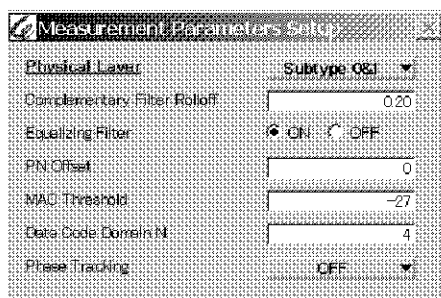 Measurement Parameters Setup
Physical Layer Subtype 0&1
Complementary Filter Rolloff 0.20
Equalizing Filter ON OFF
PN Offset 0
MAC Threshold -27
Data Code Domain N 4
Phase Tracking OFF